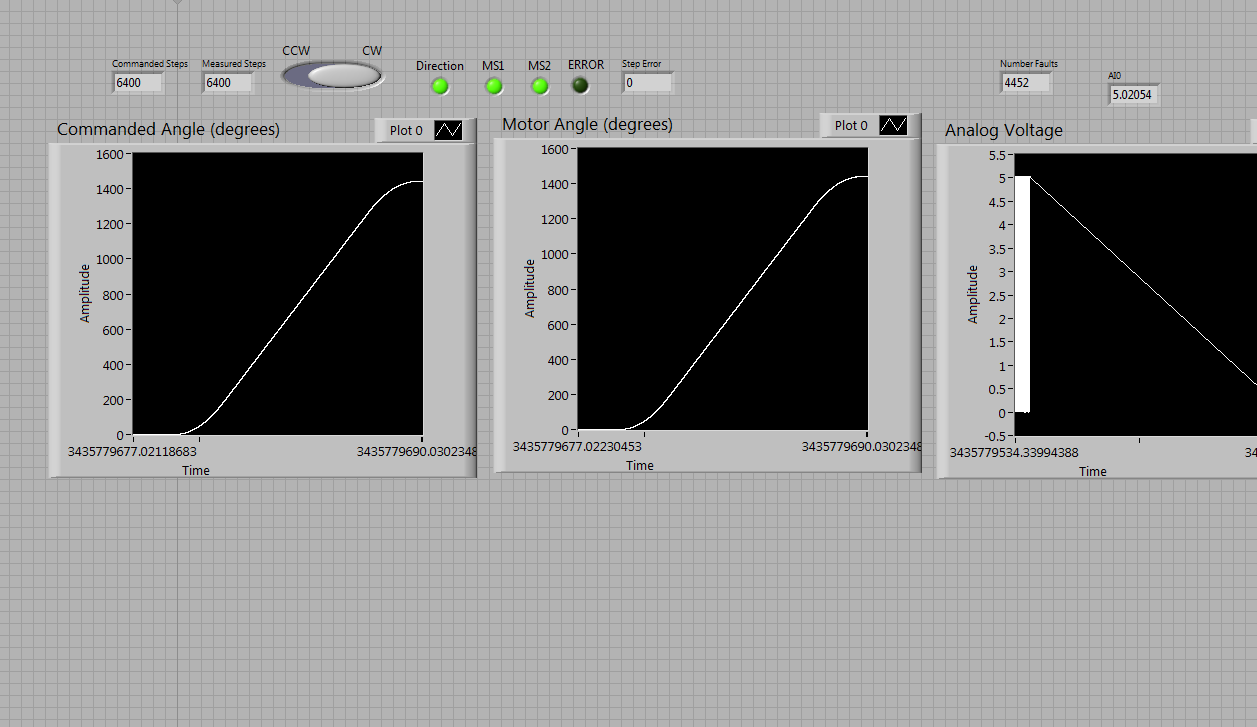 CCW CW
Commanded Steps Measured Steps Direction MS1 MS2 ERROR Step Error Number Faults
AI0
6400 6400 0 4452
5.02054
Commanded Angle (degrees) Plot 0
1600
1400
1200
1000
800
600
400
200
0
Amplitude
3435779677.02118683 3435779690.0302348
Time
Motor Angle (degrees) Plot 0
1600
1400
1200
1000
800
600
400
200
0
Amplitude
3435779677.02230453 3435779690.0302348
Time
Analog Voltage
5.5
5
4.5
4
3.5
3
2.5
2
1.5
1
0.5
0
-0.5
Amplitude
3435779534.33994388 34
Time